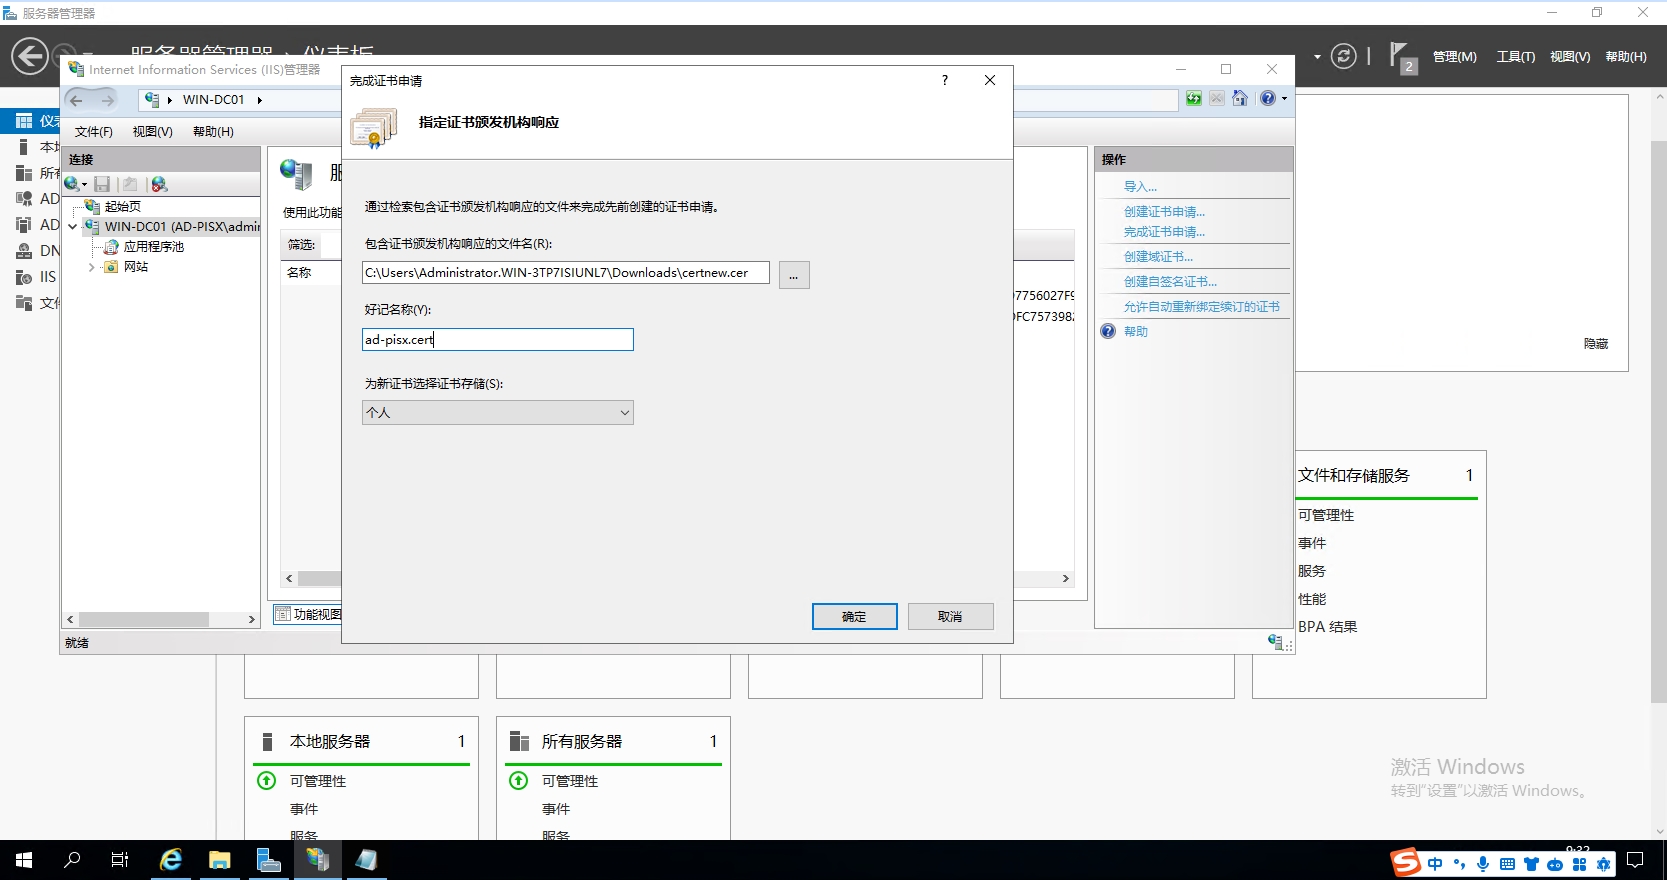 服务器管理器
服务器管理器 · 仪表板
2
管理(M)
工具(T)
视图(V)
帮助(H)
Internet Information Services (IIS)管理器
WIN-DC01
文件(F)
视图(V)
帮助(H)
连接
起始页
WIN-DC01 (AD-PISX\admin
应用程序池
网站
就绪
仪表
本地
所有
AD
AD
DN
IIS
文件
使用此功能
筛选:
名称
功能视图
完成证书申请
?
指定证书颁发机构响应
通过检索包含证书颁发机构响应的文件来完成先前创建的证书申请。
包含证书颁发机构响应的文件名(R):
C:\Users\Administrator.WIN-3TP7ISIUNL7\Downloads\certnew.cer
...
好记名称(Y):
ad-pisx.cert
为新证书选择证书存储(S):
个人
确定
取消
07756027F9
0FC757398
操作
导入...
创建证书申请...
完成证书申请...
创建域证书...
创建自签名证书...
允许自动重新绑定续订的证书
帮助
隐藏
文件和存储服务 1
可管理性
事件
服务
性能
BPA 结果
本地服务器 1
可管理性
事件
服务
所有服务器 1
可管理性
事件
服务
激活 Windows
转到"设置"以激活 Windows。
中
9:32